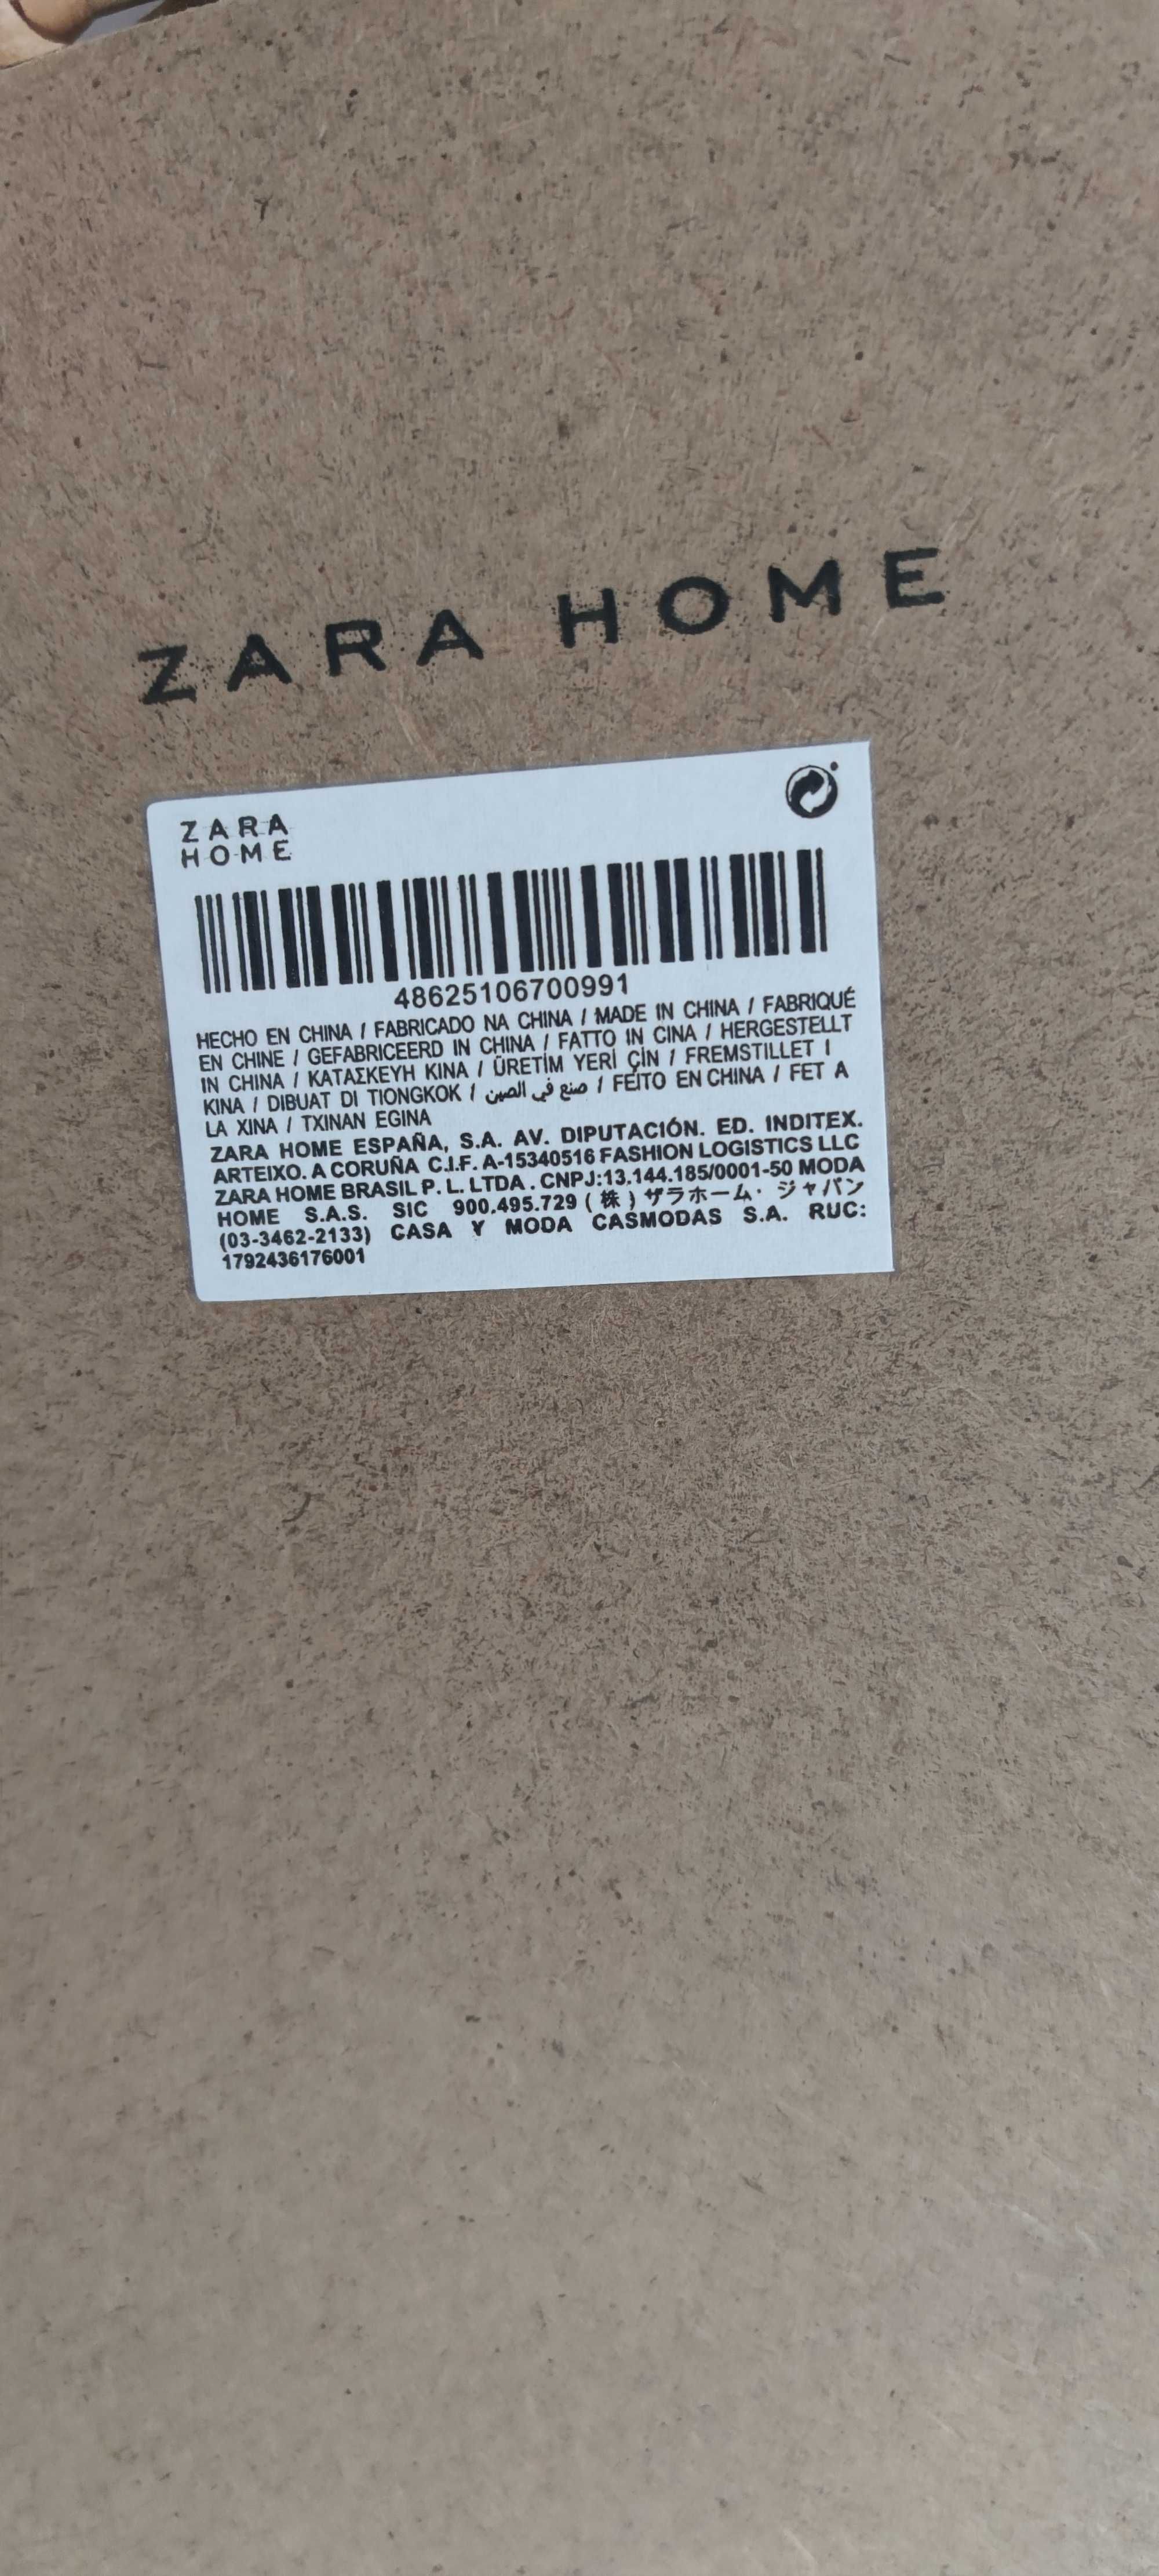 ZARA HOME
ZARA
HOME
48625106700991
HECHO EN CHINA / FABRICADO NA CHINA / MADE IN CHINA / FABRIQUÉ
EN CHINE / GEFABRICEERD IN CHINA / FATTO IN CINA / HERGESTELLT
IN CHINA / ΚΑΤΑΣΚΕΥΗ ΚΙΝΑ / ÜRETİM YERİ ÇİN / FREMSTILLET I
KINA / DIBUAT DI TIONGKOK / صنع في الصين / FEITO EN CHINA / FET A
LA XINA / TXINAN EGINA
ZARA HOME ESPAÑA, S.A. AV. DIPUTACIÓN. ED. INDITEX.
ARTEIXO. A CORUÑA C.I.F. A-15340516 FASHION LOGISTICS LLC
ZARA HOME BRASIL P. L. LTDA . CNPJ:13.144.185/0001-50 MODA
HOME S.A.S. SIC 900.495.729 ( 株 ) ザラホーム・ ジャパン
(03-3462-2133) CASA Y MODA CASMODAS S.A. RUC:
1792436176001